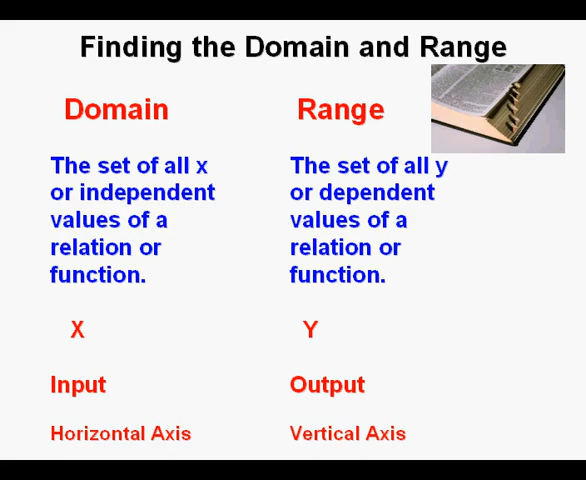 Finding the Domain and Range
Domain
The set of all x
or independent
values of a
relation or
function.
X
Input
Horizontal Axis
Range
The set of all y
or dependent
values of a
relation or
function.
Y
Output
Vertical Axis